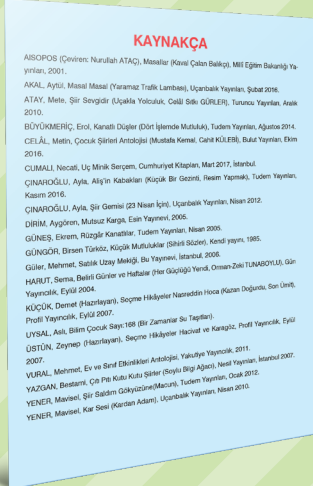 KAYNAKÇA
AISOPOS (Çeviren: Nurullah ATAÇ), Masallar (Kaval Çalan Balıkçı), Millî Eğitim Bakanlığı Ya-
yınları, 2001.
AKAL, Aytül, Masal Masal (Yaramaz Trafik Lambası), Uçanbalık Yayınları, Şubat 2016.
ATAY, Mete, Şiir Sevgidir (Uçakla Yolculuk, Celâl Sıtkı GÜRLER), Turuncu Yayınları, Aralık
2010.
BÜYÜKMERİÇ, Erol, Kanatlı Düşler (Dört İşlemde Mutluluk), Tudem Yayınları, Ağustos 2014.
CELÂL, Metin, Çocuk Şiirleri Antolojisi (Mustafa Kemal, Cahit KÜLEBİ), Bulut Yayınları, Ekim
2016.
CUMALI, Necati, Üç Minik Serçem, Cumhuriyet Kitapları, Mart 2017, İstanbul.
ÇINAROĞLU, Ayla, Aliş'in Kabakları (Küçük Bir Gezinti, Resim Yapmak), Tudem Yayınları,
Kasım 2016.
ÇINAROĞLU, Ayla, Şiir Gemisi (23 Nisan İçin), Uçanbalık Yayınları, Nisan 2012.
DİRİM, Aygören, Mutsuz Karga, Esin Yayınevi, 2005.
GÜNEŞ, Ekrem, Rüzgâr Kanatlılar, Tudem Yayınları, Nisan 2005.
GÜNGÖR, Birsen Türköz, Küçük Mutluluklar (Sihirli Sözler), Kendi yayını, 1985.
Güler, Mehmet, Satılık Uzay Mekiği, Bu Yayınevi, İstanbul, 2006.
HARUT, Sema, Belirli Günler ve Haftalar (Her Güçlüğü Yendi, Orman-Zeki TUNABOYLU), Gün
Yayıncılık, Eylül 2004.
KÜÇÜK, Demet (Hazırlayan), Seçme Hikâyeler Nasreddin Hoca (Kazan Doğurdu, Son Ümit),
Profil Yayıncılık, Eylül 2007.
UYSAL, Aslı, Bilim Çocuk Sayı:168 (Bir Zamanlar Su Taşıtları).
ÜSTÜN, Zeynep (Hazırlayan), Seçme Hikâyeler Hacivat ve Karagöz, Profil Yayıncılık, Eylül
2007.
VURAL, Mehmet, Ev ve Sınıf Etkinlikleri Antolojisi, Yakutiye Yayıncılık, 2011.
YAZGAN, Bestami, Çıtı Pıtı Kutu Kutu Şiirler (Soylu Bilgi Ağacı), Nesil Yayınları, İstanbul 2007.
YENER, Mavisel, Şiir Saldım Gökyüzüne(Macun), Tudem Yayınları, Ocak 2012.
YENER, Mavisel, Kar Sesi (Kardan Adam), Uçanbalık Yayınları, Nisan 2010.